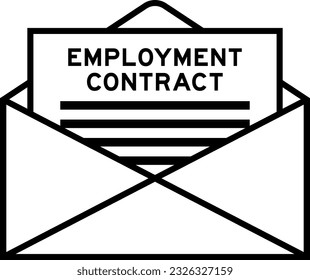 EMPLOYMENT
CONTRACT
shutterstock.com · 2326327159